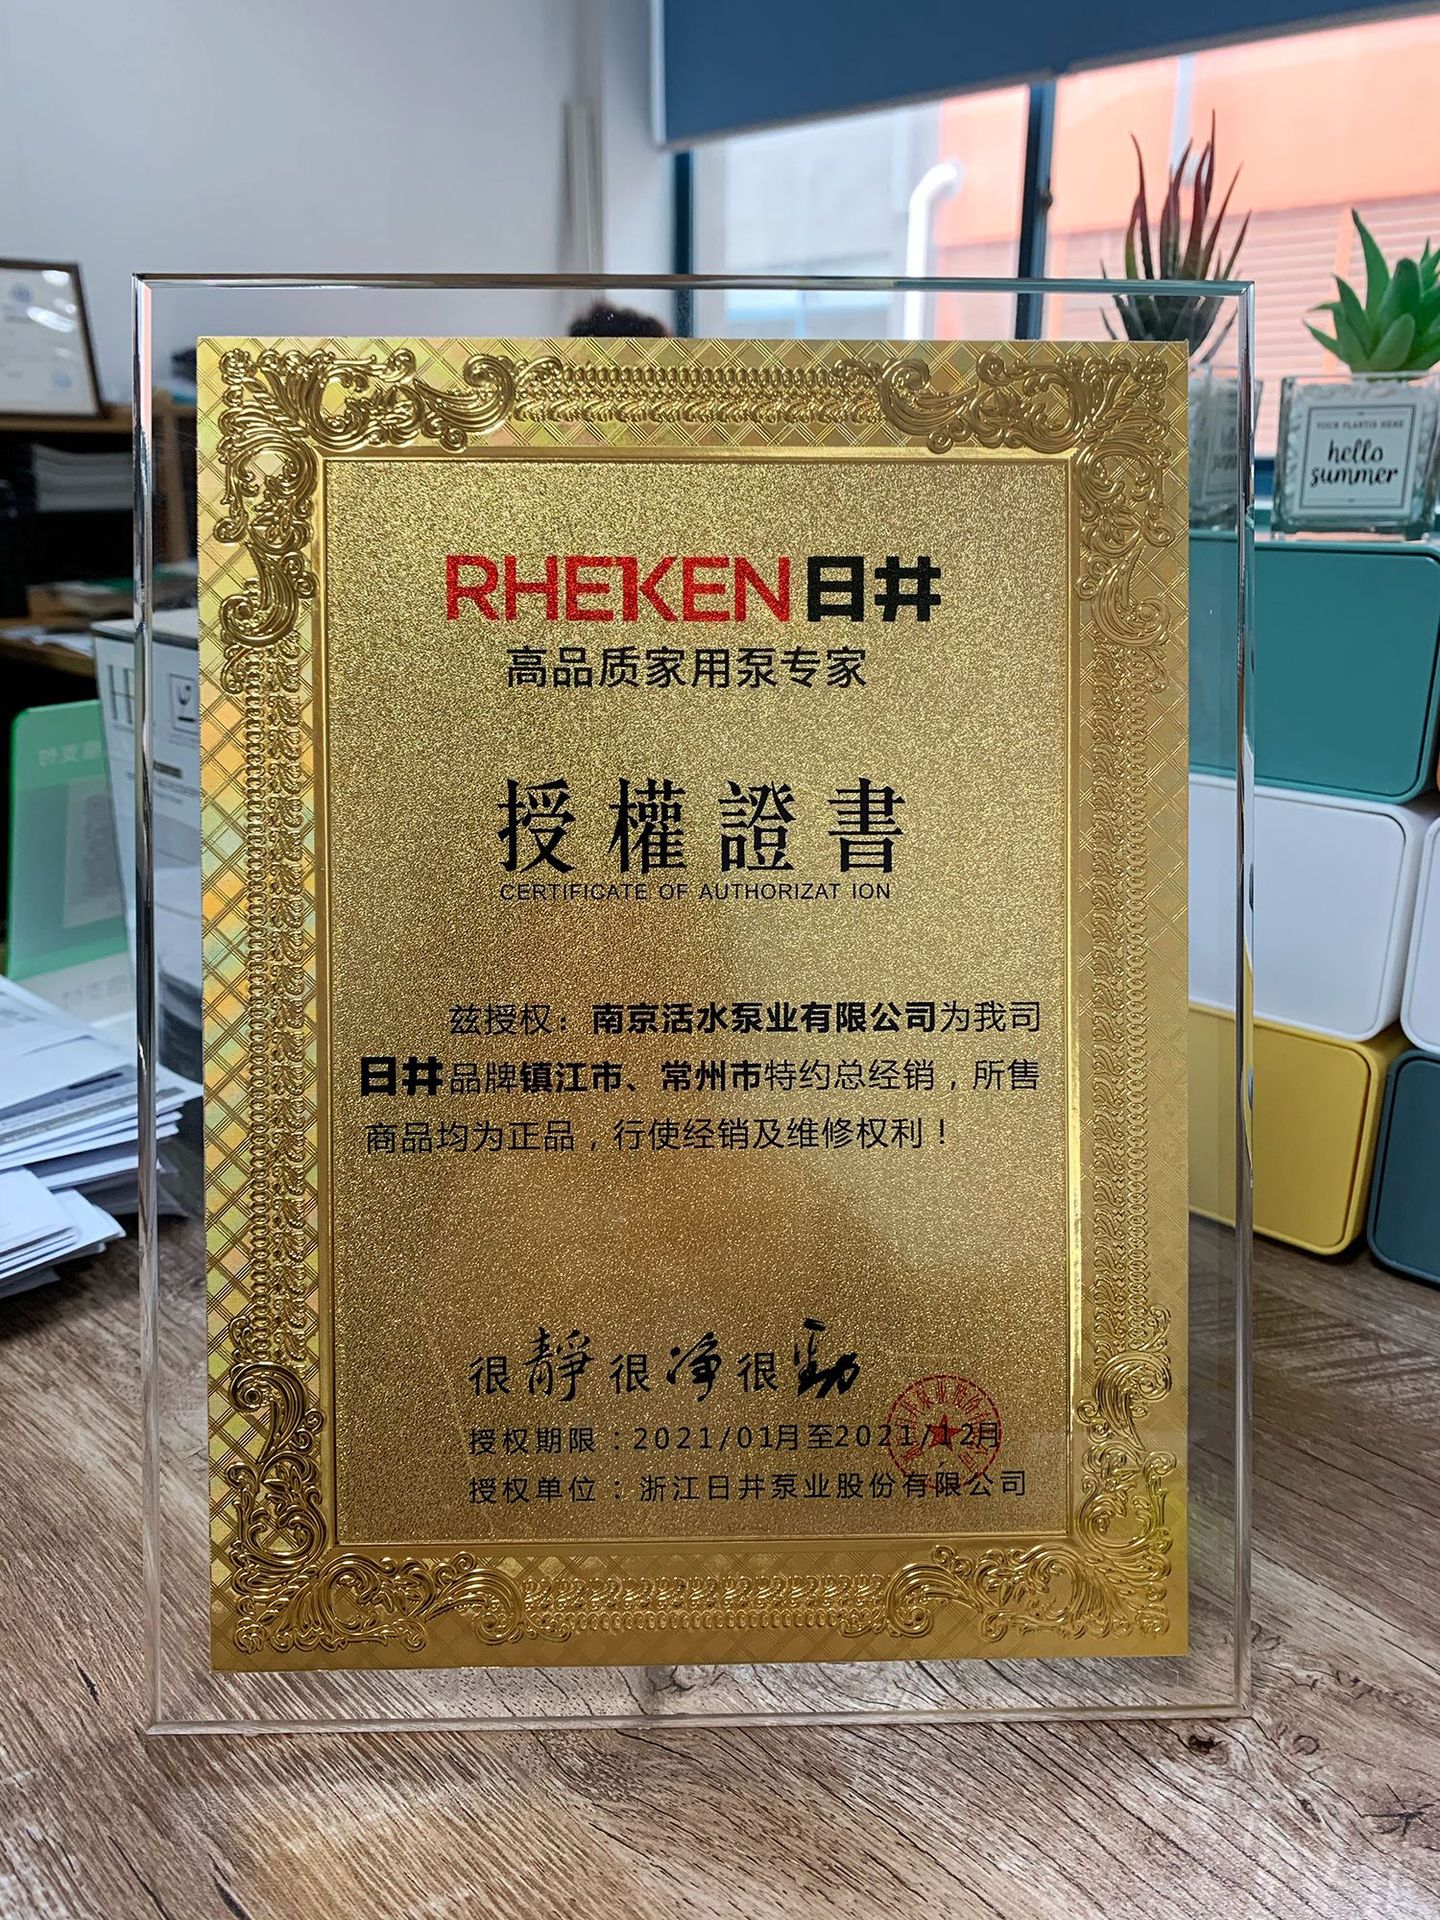 RHEKEN日井
高品质家用泵专家
授權證書
CERTIFICATE OF AUTHORIZAT ION
兹授权：南京活水泵业有限公司为我司
日井品牌镇江市、常州市特约总经销，所售
商品均为正品，行使经销及维修权利！
很靜很净很劲
授权期限：2021/01月至2021/12月
授权单位：浙江日井泵业股份有限公司
YOUR PLANTIS HERE
hello
summer